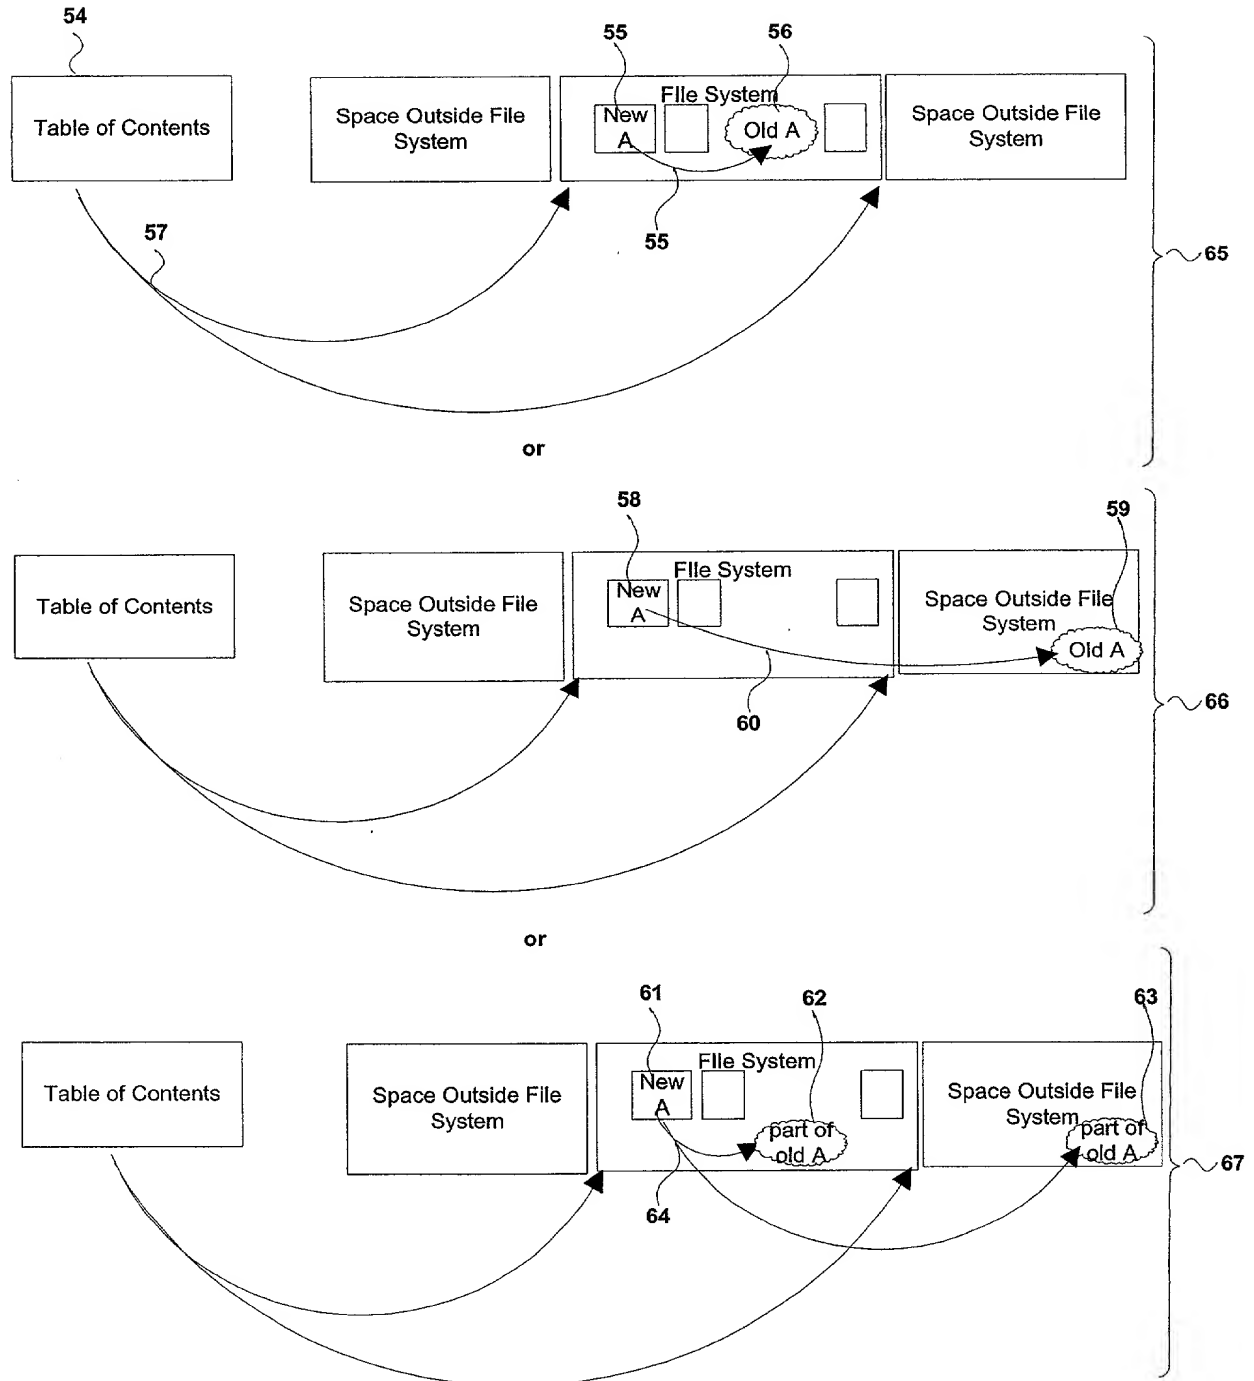 54
55
56
Table of Contents
Space Outside File
System
File System
New
A
Old A
Space Outside File
System
57
55
65
or
58
59
Table of Contents
Space Outside File
System
File System
New
A
Space Outside File
System
Old A
60
66
or
61
62
63
Table of Contents
Space Outside File
System
File System
New
A
part of
old A
Space Outside File
System
part of
old A
64
67